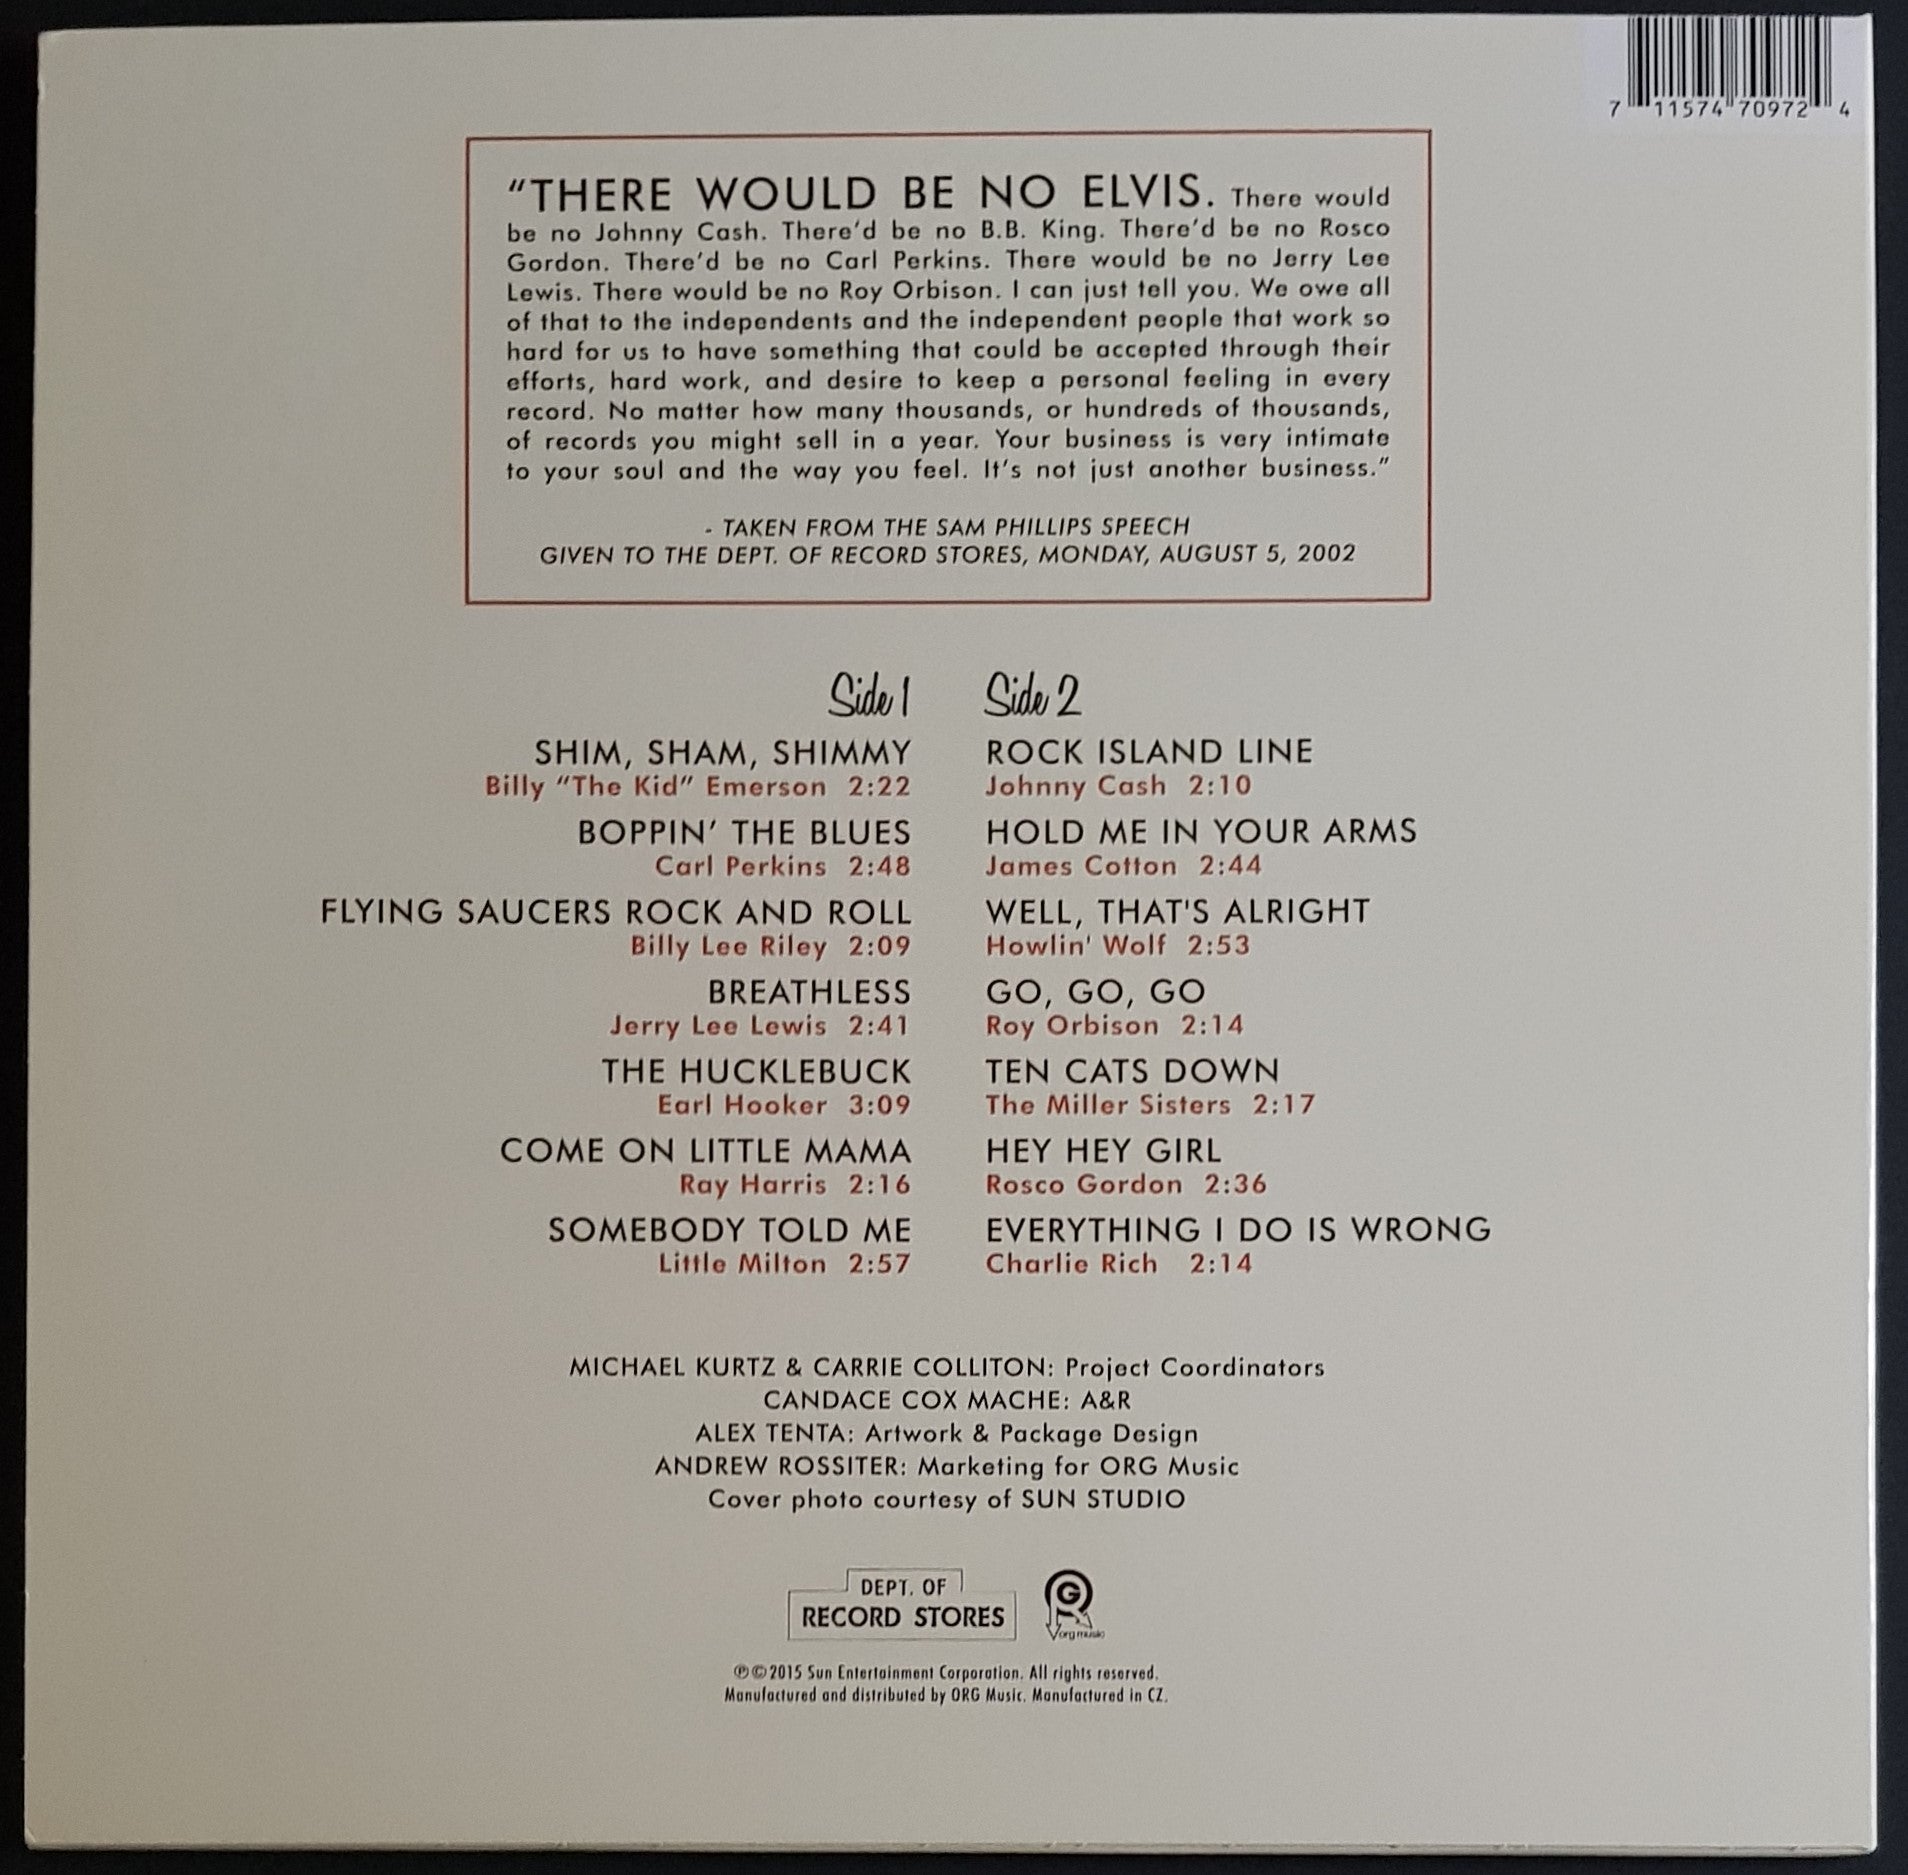 7 11574 70972 4
“THERE WOULD BE NO ELVIS. There would
be no Johnny Cash. There’d be no B.B. King. There’d be no Rosco
Gordon. There’d be no Carl Perkins. There would be no Jerry Lee
Lewis. There would be no Roy Orbison. I can just tell you. We owe all
of that to the independents and the independent people that work so
hard for us to have something that could be accepted through their
efforts, hard work, and desire to keep a personal feeling in every
record. No matter how many thousands, or hundreds of thousands,
of records you might sell in a year. Your business is very intimate
to your soul and the way you feel. It’s not just another business.”
- TAKEN FROM THE SAM PHILLIPS SPEECH
GIVEN TO THE DEPT. OF RECORD STORES, MONDAY, AUGUST 5, 2002
Side 1
SHIM, SHAM, SHIMMY
Billy “The Kid” Emerson 2:22
BOPPIN’ THE BLUES
Carl Perkins 2:48
FLYING SAUCERS ROCK AND ROLL
Billy Lee Riley 2:09
BREATHLESS
Jerry Lee Lewis 2:41
THE HUCKLEBUCK
Earl Hooker 3:09
COME ON LITTLE MAMA
Ray Harris 2:16
SOMEBODY TOLD ME
Little Milton 2:57
Side 2
ROCK ISLAND LINE
Johnny Cash 2:10
HOLD ME IN YOUR ARMS
James Cotton 2:44
WELL, THAT'S ALRIGHT
Howlin' Wolf 2:53
GO, GO, GO
Roy Orbison 2:14
TEN CATS DOWN
The Miller Sisters 2:17
HEY HEY GIRL
Rosco Gordon 2:36
EVERYTHING I DO IS WRONG
Charlie Rich 2:14
MICHAEL KURTZ & CARRIE COLLITON: Project Coordinators
CANDACE COX MACHE: A&R
ALEX TENTA: Artwork & Package Design
ANDREW ROSSITER: Marketing for ORG Music
Cover photo courtesy of SUN STUDIO
DEPT. OF
RECORD STORES
org music
℗©2015 Sun Entertainment Corporation. All rights reserved.
Manufactured and distributed by ORG Music. Manufactured in CZ.